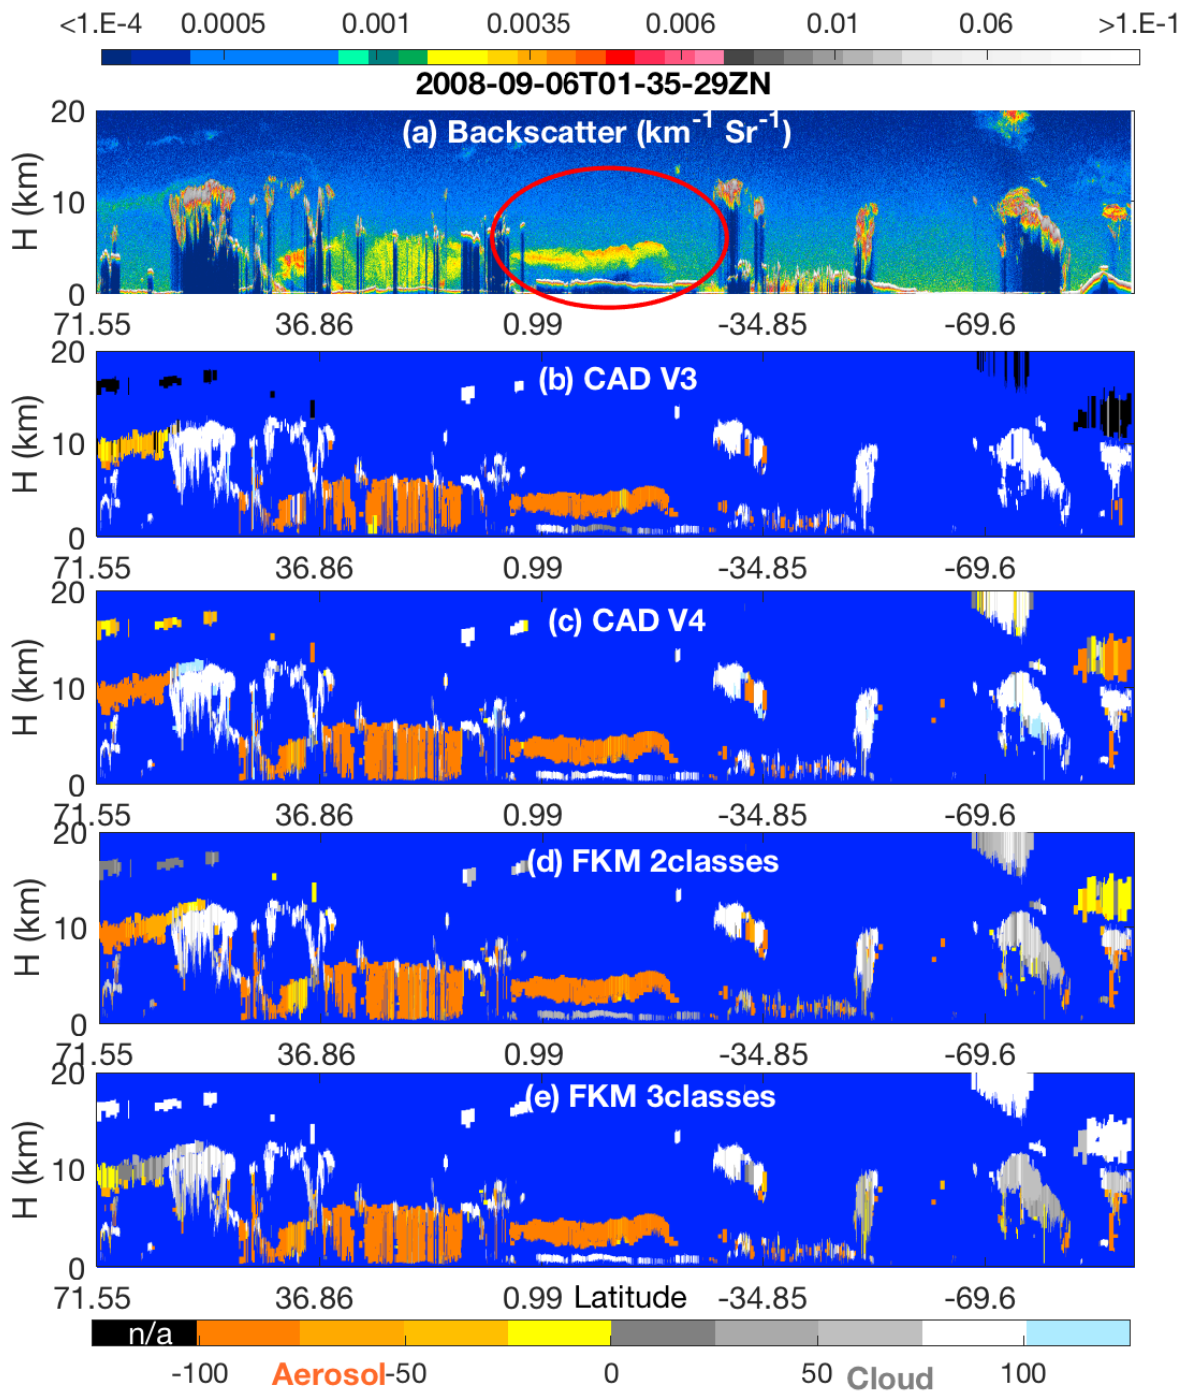 <1.E-4 0.0005 0.001 0.0035 0.006 0.01 0.06 >1.E-1
2008-09-06T01-35-29ZN
(a) Backscatter (km-1 Sr-1)
H (km)
20
10
0
71.55 36.86 0.99 -34.85 -69.6
(b) CAD V3
H (km)
20
10
0
71.55 36.86 0.99 -34.85 -69.6
(c) CAD V4
H (km)
20
10
0
71.55 36.86 0.99 -34.85 -69.6
(d) FKM 2classes
H (km)
20
10
0
71.55 36.86 0.99 -34.85 -69.6
(e) FKM 3classes
H (km)
20
10
0
71.55 36.86 0.99 Latitude -34.85 -69.6
n/a
-100 Aerosol -50 0 50 Cloud 100